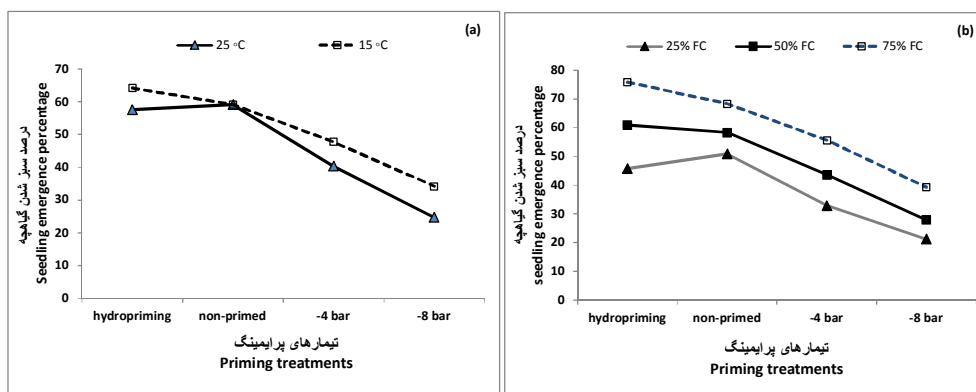 (a)
25 °C 15 °C
70
60
50
40
30
20
10
0
درصد سبز شدن گیاهچه
Seedling emergence percentage
hydropriming non-primed -4 bar -8 bar
تیمارهای پرایمینگ
Priming treatments
(b)
25% FC 50% FC 75% FC
80
70
60
50
40
30
20
10
0
درصد سبز شدن گیاهچه
seedling emergence percentage
hydropriming non-primed -4 bar -8 bar
تیمارهای پرایمینگ
Priming treatments